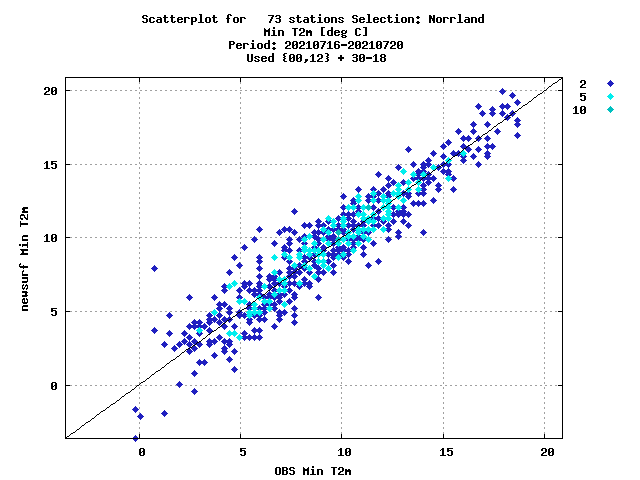 Scatterplot for   73 stations Selection: Norrland
Min T2m [deg C]
Period: 20210716-20210720
Used {00,12} + 30-18
2
5
10
20
15
10
5
0
newsurf Min T2m
0 5 10 15 20
OBS Min T2m